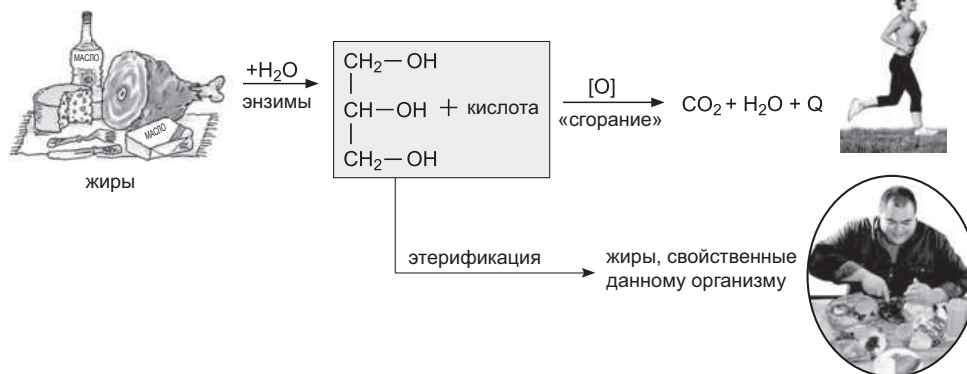 МАСЛО
МАСЛО
жиры
+H₂O
энзимы
CH₂—OH
CH—OH + кислота
CH₂—OH
[O]
«сгорание»
CO₂ + H₂O + Q
этерификация
жиры, свойственные
данному организму